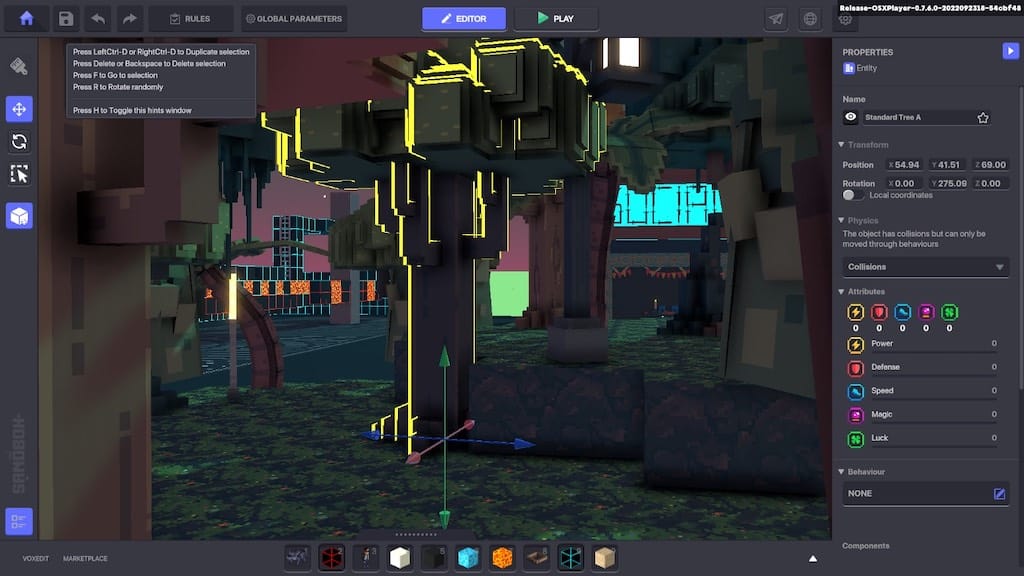 RULES
GLOBAL PARAMETERS
EDITOR
PLAY
Release-OSXPlayer-0.7.6.0-2022092318-54cbf48
Press LeftCtrl-D or RightCtrl-D to Duplicate selection
Press Delete or Backspace to Delete selection
Press F to Go to selection
Press R to Rotate randomly
Press H to Toggle this hints window
PROPERTIES
Entity
Name
Standard Tree A
Transform
Position X 54.94 Y 41.51 Z 69.00
Rotation X 0.00 Y 275.09 Z 0.00
Local coordinates
Physics
The object has collisions but can only be
moved through behaviours
Collisions
Attributes
0 0 0 0 0
Power 0
Defense 0
Speed 0
Magic 0
Luck 0
Behaviour
NONE
Components
SANDBOX
VOXEDIT
MARKETPLACE